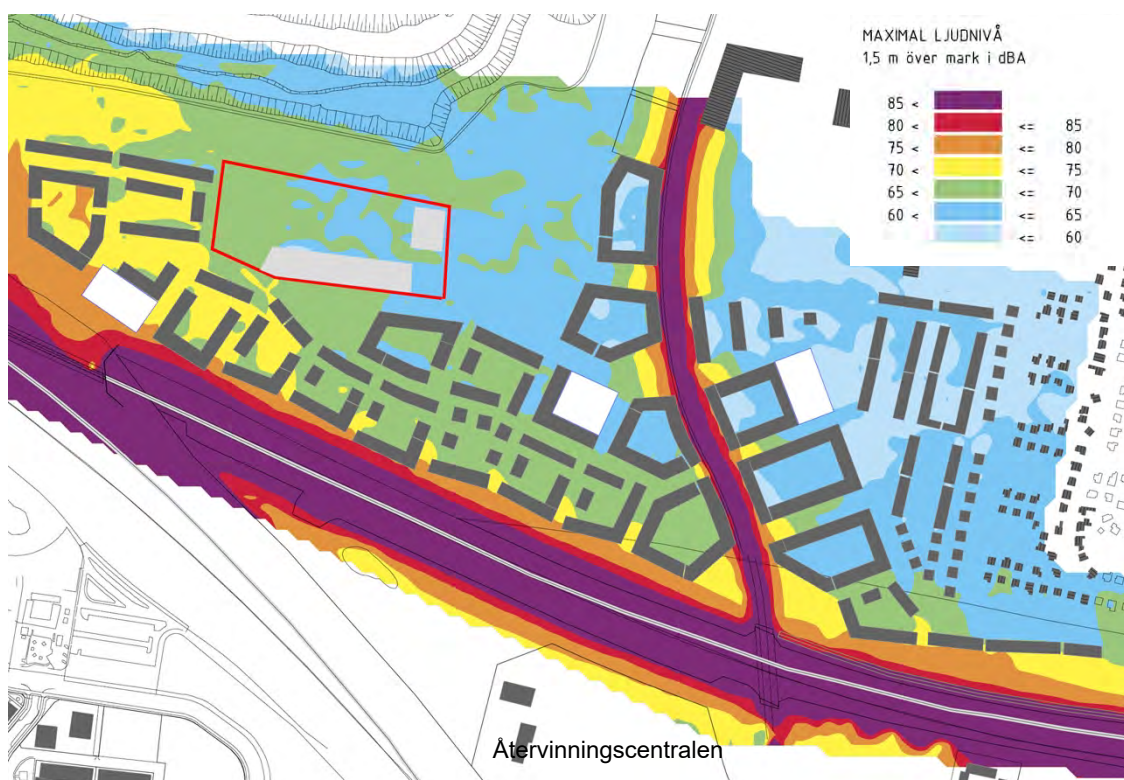 MAXIMAL LJUDNIVÅ
1,5 m över mark i dBA
85 <
80 < <= 85
75 < <= 80
70 < <= 75
65 < <= 70
60 < <= 65
<= 60
Återvinningscentralen